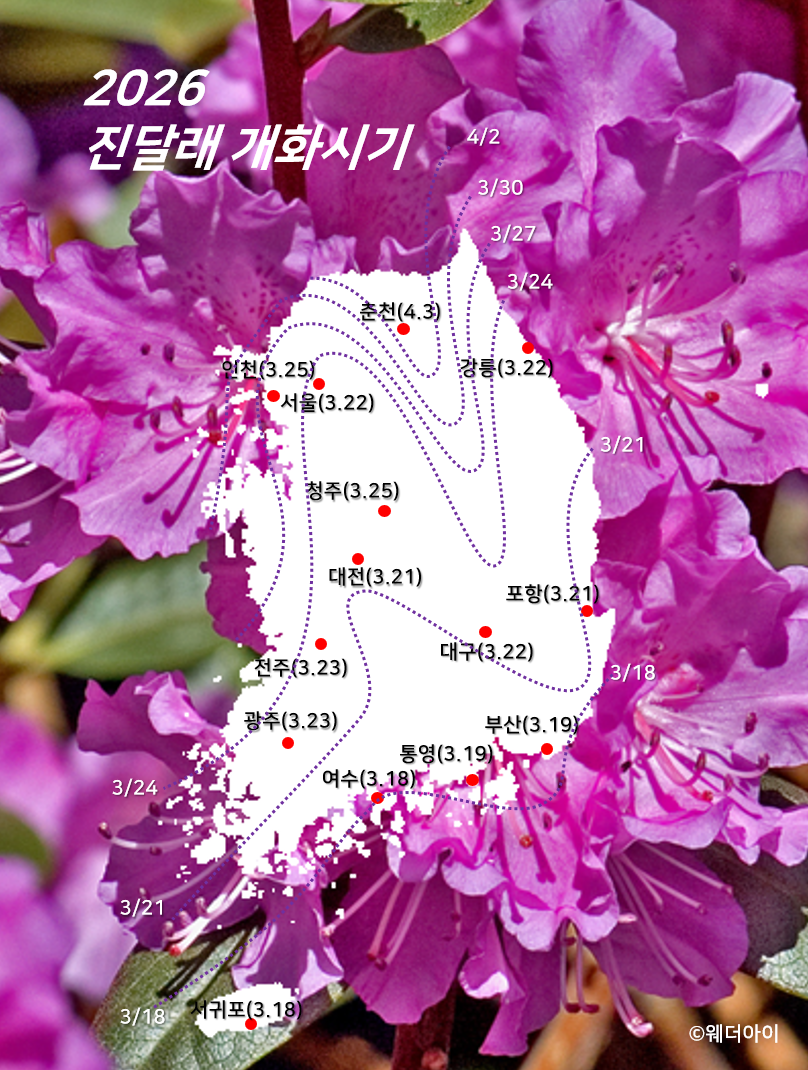 2026
진달래 개화시기
4/2
3/30
3/27
3/24
춘천(4.3)
강릉(3.22)
인천(3.25)
서울(3.22)
3/21
청주(3.25)
대전(3.21)
포항(3.21)
대구(3.22)
전주(3.23)
3/18
광주(3.23)
부산(3.19)
통영(3.19)
여수(3.18)
3/24
3/21
3/18
서귀포(3.18)
©웨더아이